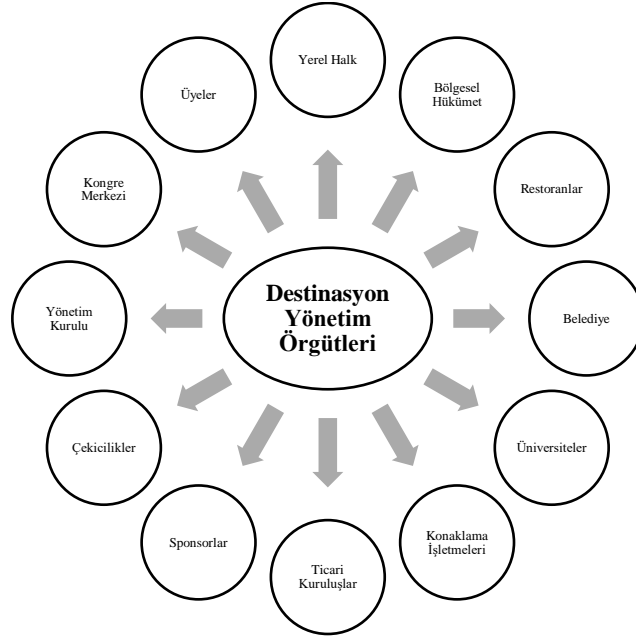 Yerel Halk
Bölgesel
Hükümet
Restoranlar
Belediye
Üniversiteler
Konaklama
İşletmeleri
Ticari
Kuruluşlar
Sponsorlar
Çekicilikler
Yönetim
Kurulu
Kongre
Merkezi
Üyeler
Destinasyon
Yönetim
Örgütleri